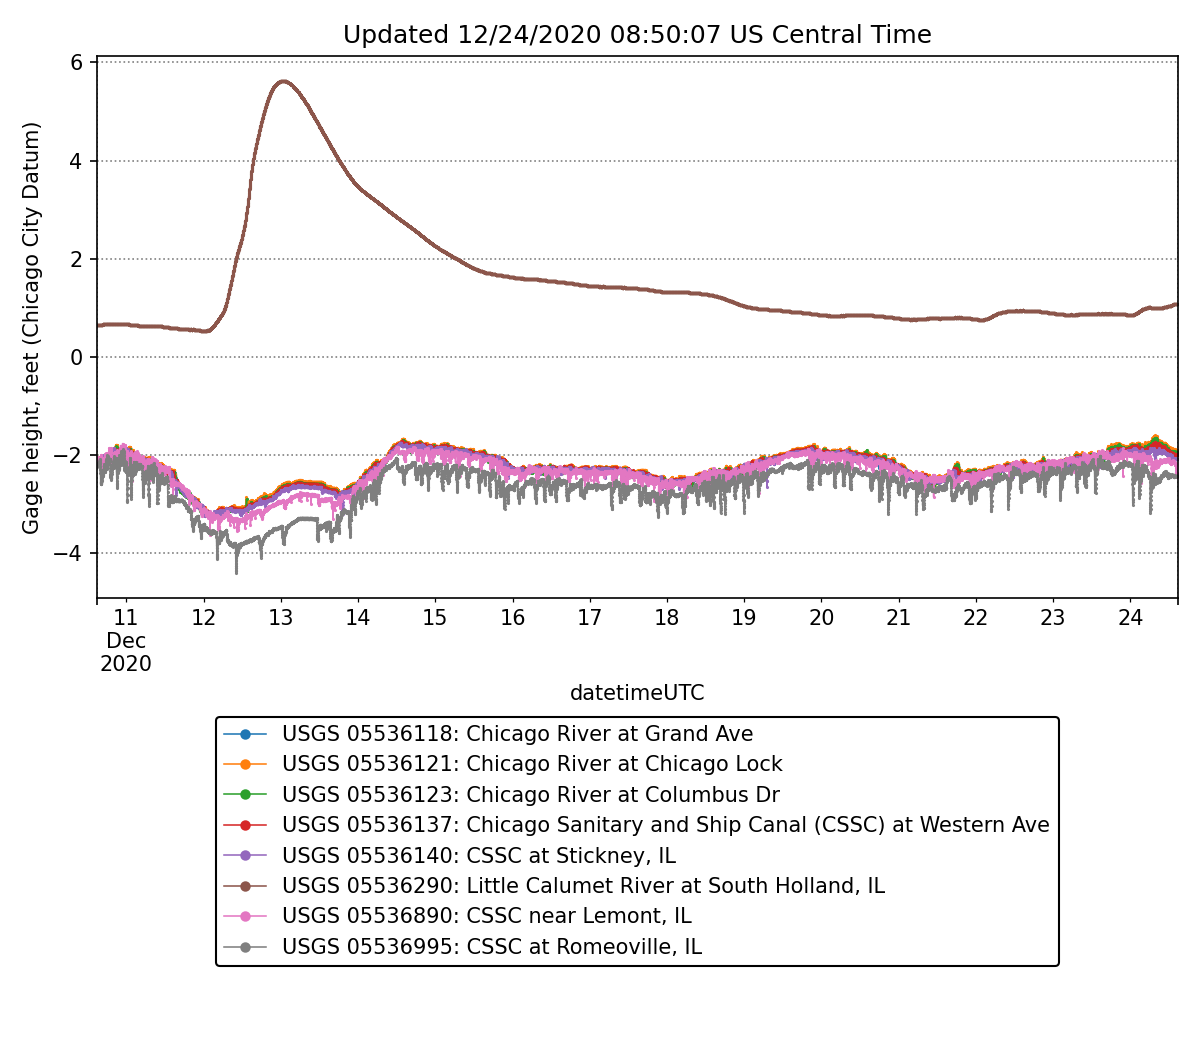 Updated 12/24/2020 08:50:07 US Central Time
Gage height, feet (Chicago City Datum)
6
4
2
0
−2
−4
11 12 13 14 15 16 17 18 19 20 21 22 23 24
Dec
2020
datetimeUTC
USGS 05536118: Chicago River at Grand Ave
USGS 05536121: Chicago River at Chicago Lock
USGS 05536123: Chicago River at Columbus Dr
USGS 05536137: Chicago Sanitary and Ship Canal (CSSC) at Western Ave
USGS 05536140: CSSC at Stickney, IL
USGS 05536290: Little Calumet River at South Holland, IL
USGS 05536890: CSSC near Lemont, IL
USGS 05536995: CSSC at Romeoville, IL